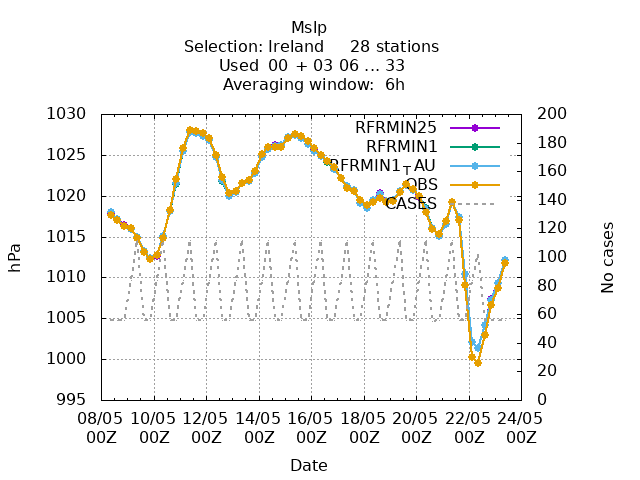 Mslp
Selection: Ireland 28 stations
Used 00 + 03 06 ... 33
Averaging window: 6h
1030
1025
1020
1015
1010
1005
1000
995
hPa
200
180
160
140
120
100
80
60
40
20
0
No cases
RFRMIN25
RFRMIN1
RFRMIN1_AU
OBS
CASES
08/05 10/05 12/05 14/05 16/05 18/05 20/05 22/05 24/05
00Z 00Z 00Z 00Z 00Z 00Z 00Z 00Z 00Z
Date